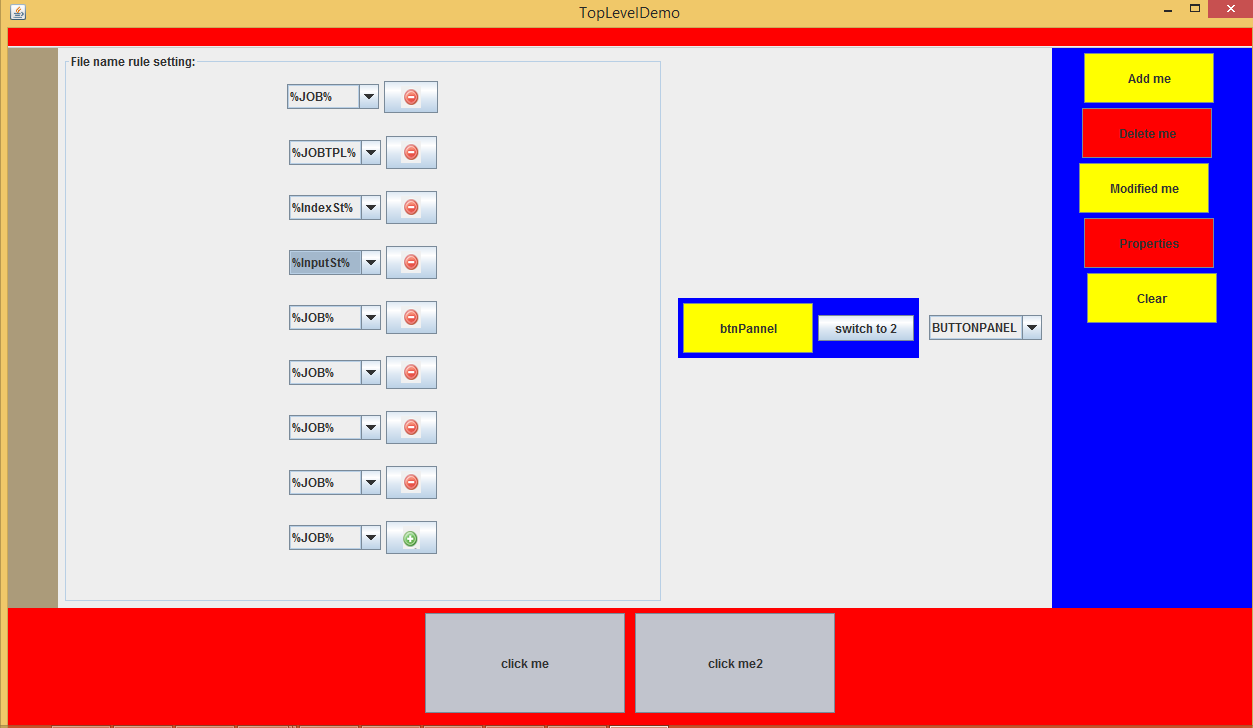 TopLevelDemo
File name rule setting:
%JOB%
%JOBTPL%
%IndexSt%
%InputSt%
%JOB%
%JOB%
%JOB%
%JOB%
%JOB%
btnPannel
switch to 2
BUTTONPANEL
Add me
Delete me
Modified me
Properties
Clear
click me
click me2